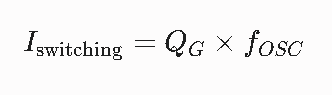 I_switching = Q_G × f_OSC